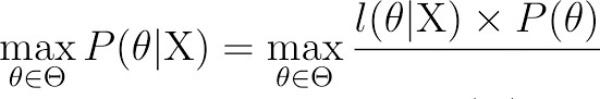 max P(θ|X) = max l(θ|X) × P(θ)
θ∈Θ θ∈Θ